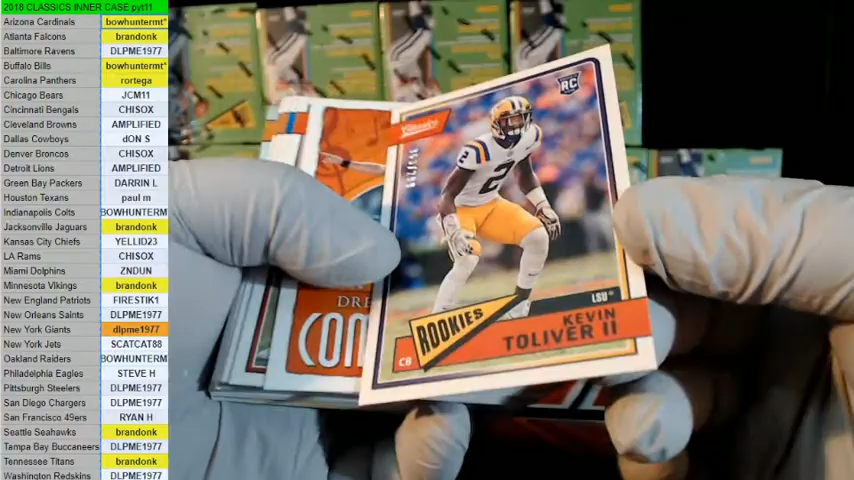 2018 CLASSICS INNER CASE pyt11
Arizona Cardinals bowhuntermt*
Atlanta Falcons brandonk
Baltimore Ravens DLPME1977
Buffalo Bills bowhuntermt*
Carolina Panthers rortega
Chicago Bears JCM11
Cincinnati Bengals CHISOX
Cleveland Browns AMPLIFIED
Dallas Cowboys dON S
Denver Broncos CHISOX
Detroit Lions AMPLIFIED
Green Bay Packers DARRIN L
Houston Texans paul m
Indianapolis Colts BOWHUNTERM
Jacksonville Jaguars brandonk
Kansas City Chiefs YELLID23
LA Rams CHISOX
Miami Dolphins ZNDUN
Minnesota Vikings brandonk
New England Patriots FIRESTIK1
New Orleans Saints DLPME1977
New York Giants dlpme1977
New York Jets SCATCAT88
Oakland Raiders BOWHUNTERM
Philadelphia Eagles STEVE H
Pittsburgh Steelers DLPME1977
San Diego Chargers DLPME1977
San Francisco 49ers RYAN H
Seattle Seahawks brandonk
Tampa Bay Buccaneers DLPME1977
Tennessee Titans brandonk
Washington Redskins DLPME1977
RC
Classics
2
LSU
ROOKIES
KEVIN
TOLIVER II
CB
DRE
CON